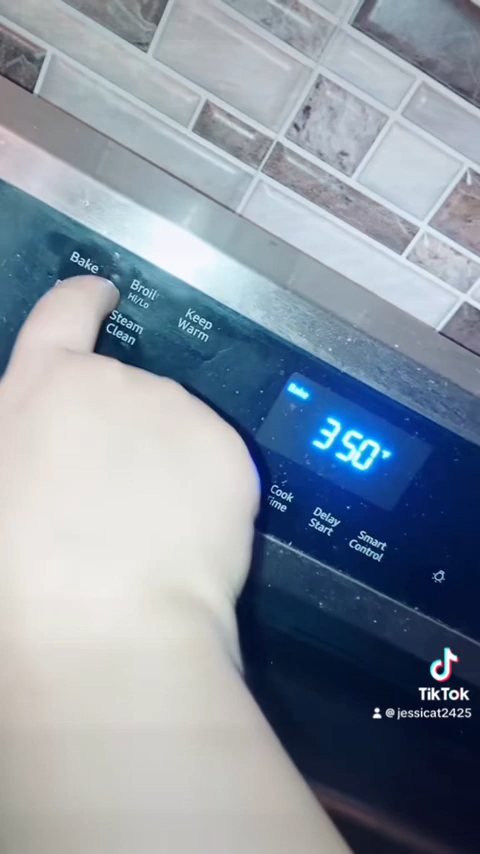 Bake
Broil
Hi/Lo
Keep
Warm
Steam
Clean
Bake
350°F
Cook
Time
Delay
Start
Smart
Control
TikTok
@jessicat2425